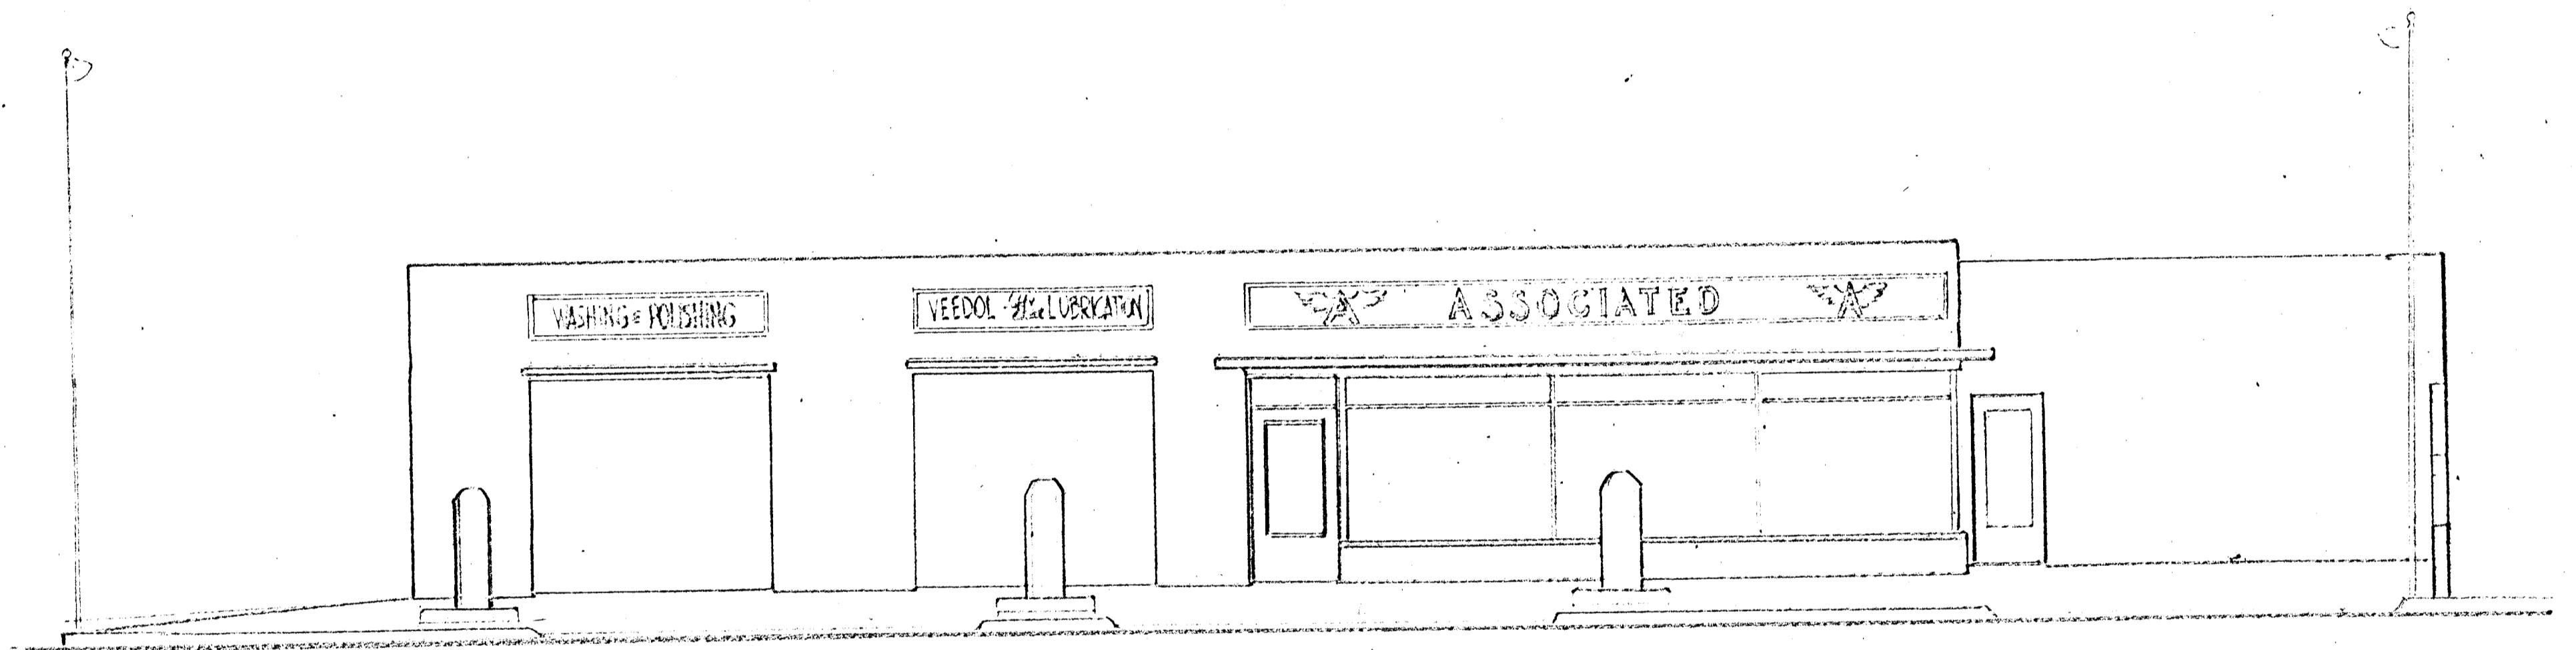 WASHING & POLISHING
VEEDOL - LUBRICATION
A ASSOCIATED A